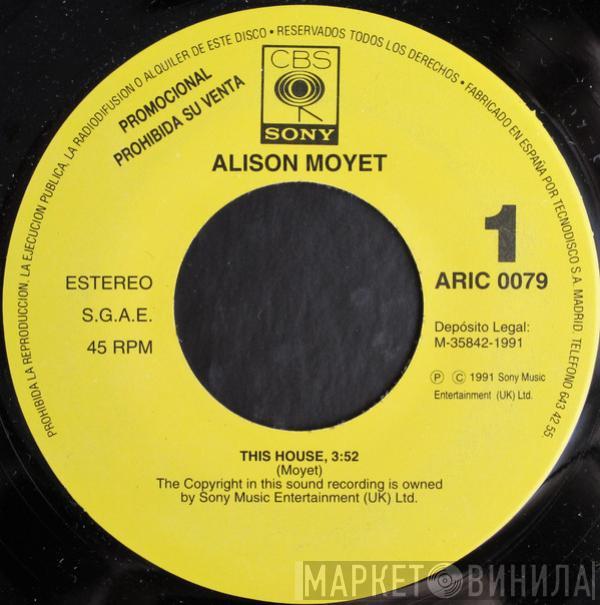 PROHIBIDA LA REPRODUCCION, LA EJECUCION PUBLICA, LA RADIODIFUSION O ALQUILER DE ESTE DISCO • RESERVADOS TODOS LOS DERECHOS • FABRICADO EN ESPAÑA POR TECNODISCO S.A. MADRID. TELEFONO 643 42 55.
PROMOCIONAL
PROHIBIDA SU VENTA
CBS
SONY
ALISON MOYET
1
ESTEREO
S.G.A.E.
45 RPM
ARIC 0079
Depósito Legal:
M-35842-1991
Ⓟ Ⓒ 1991 Sony Music
Entertainment (UK) Ltd.
THIS HOUSE, 3:52
(Moyet)
The Copyright in this sound recording is owned
by Sony Music Entertainment (UK) Ltd.
МАРКЕТ ВИНИЛА